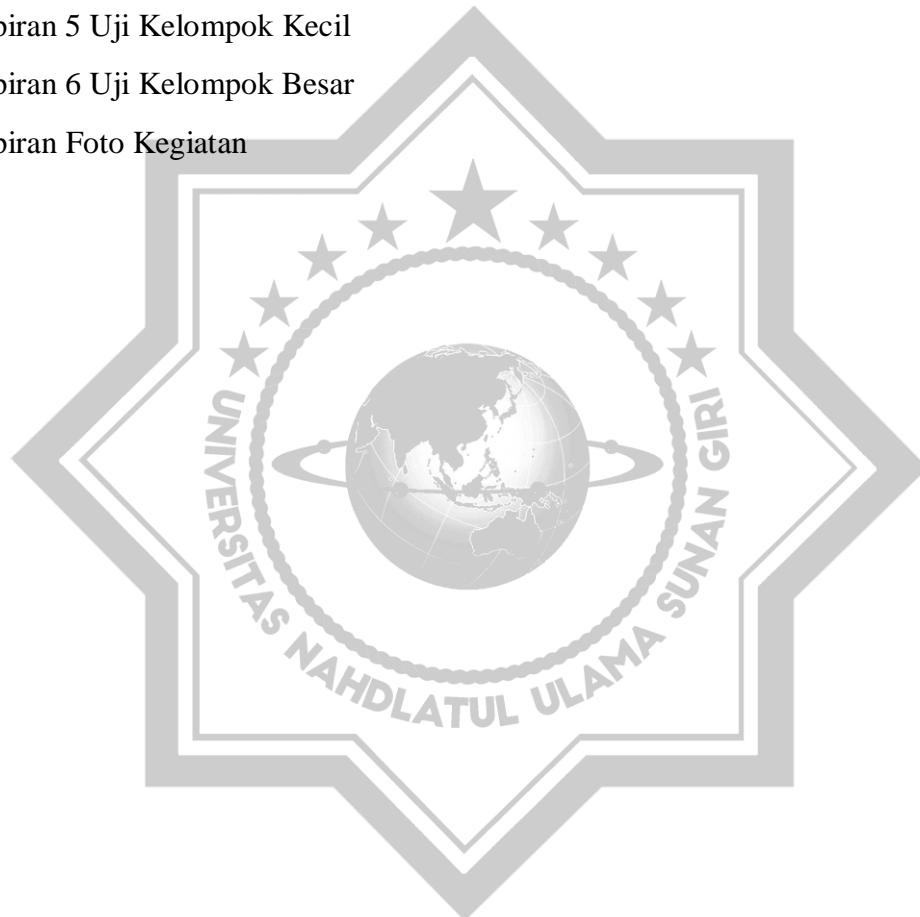 piran 5 Uji Kelompok Kecil
piran 6 Uji Kelompok Besar
piran Foto Kegiatan
UNIVERSITAS NAHDLATUL ULAMA SUNAN GIRI